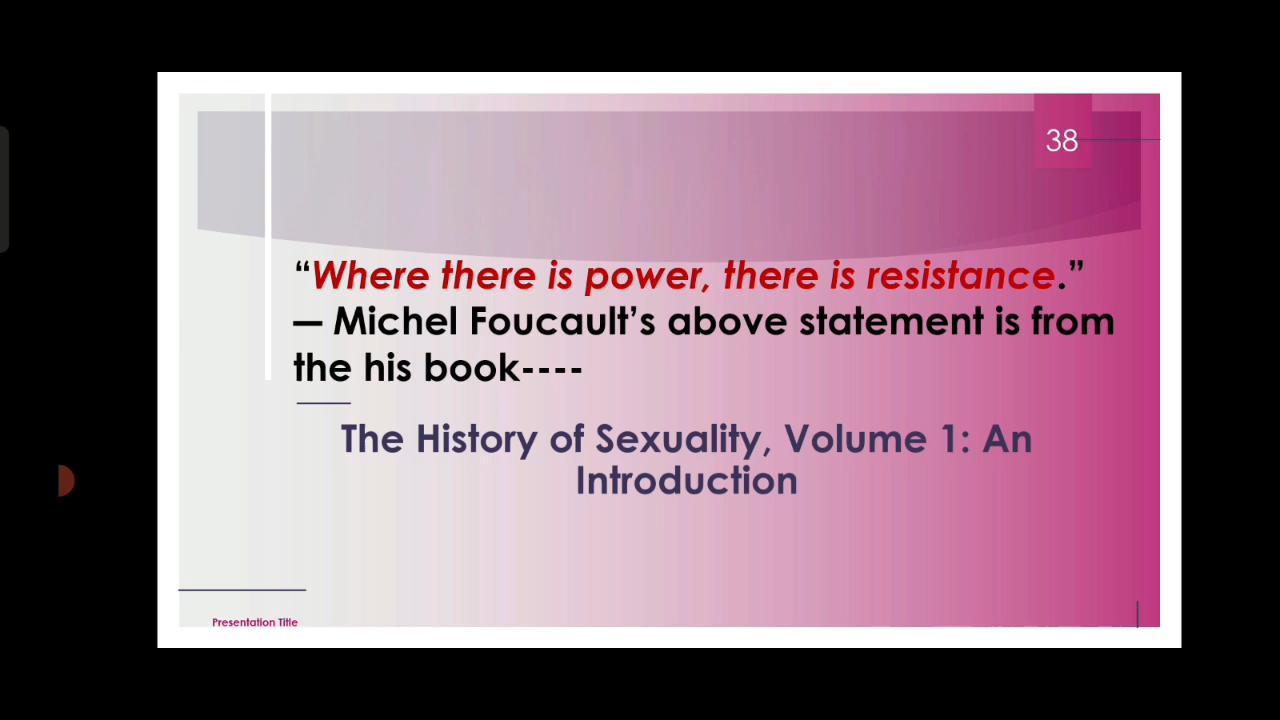 38
“Where there is power, there is resistance.”
— Michel Foucault’s above statement is from
the his book----
The History of Sexuality, Volume 1: An
Introduction
Presentation Title